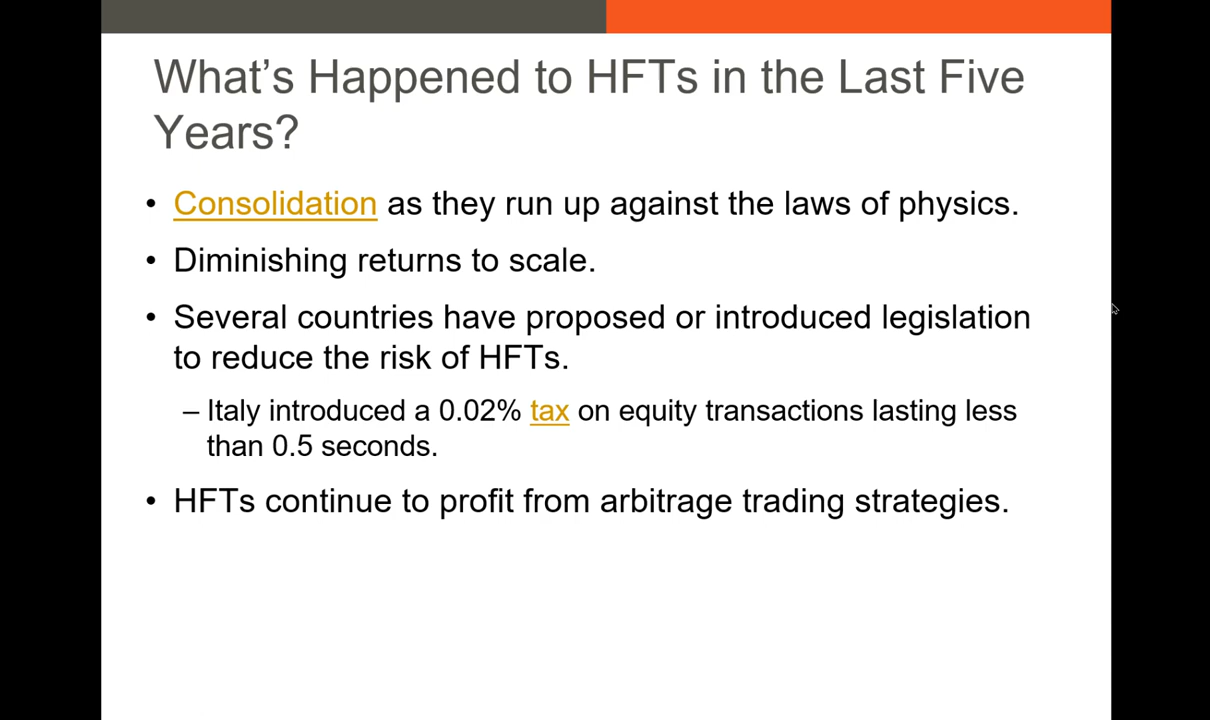 What’s Happened to HFTs in the Last Five
Years?
• Consolidation as they run up against the laws of physics.
• Diminishing returns to scale.
• Several countries have proposed or introduced legislation
to reduce the risk of HFTs.
– Italy introduced a 0.02% tax on equity transactions lasting less
than 0.5 seconds.
• HFTs continue to profit from arbitrage trading strategies.